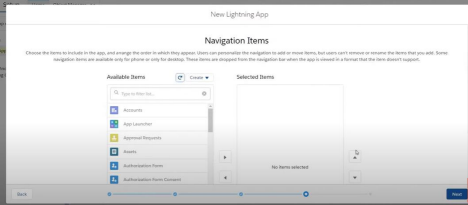 New Lightning App
Navigation Items
Choose the items to include in the app, and arrange the order in which they appear. Users can personalize the navigation to add or move items, but users can't remove or rename the items that you add. Some
navigation items are available only for phone or only for desktop. These items are dropped from the navigation bar when the app is viewed in a format that the item doesn't support.
Available Items
Create
Selected Items
Type to filter list...
Accounts
App Launcher
Approval Requests
Assets
Authorization Form
Authorization Form Consent
No items selected
Back
Next